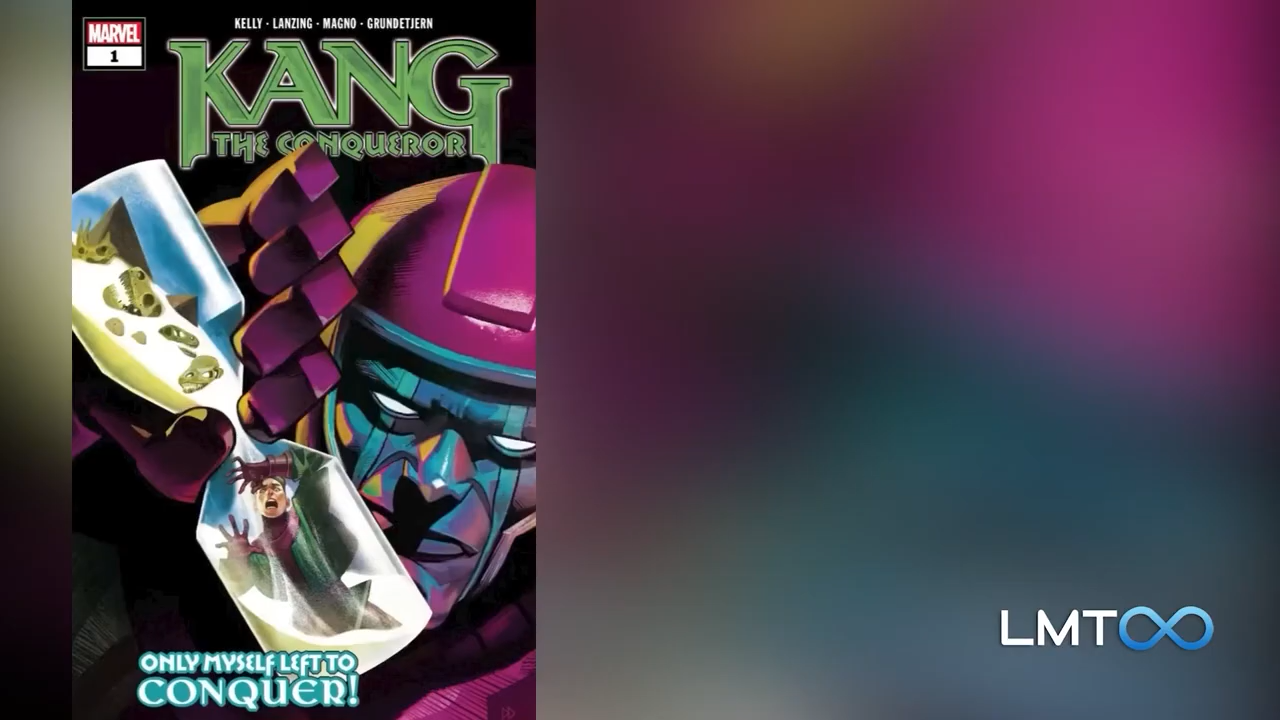 KELLY · LANZING · MAGNO · GRUNDETJERN
MARVEL
1
KANG
THE CONQUEROR
ONLY MYSELF LEFT TO
CONQUER!
LMT